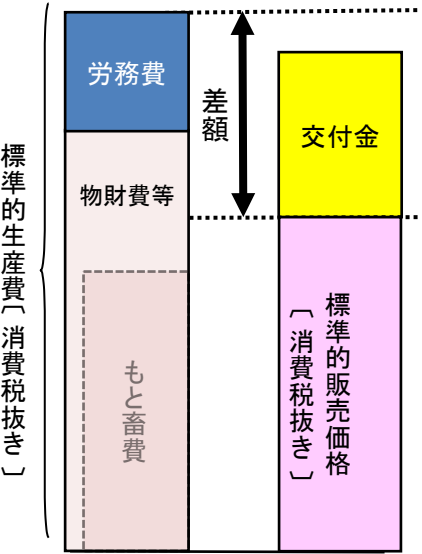 標準的生産費〔消費税抜き〕
労務費
物財費等
もと畜費
差額
交付金
標準的販売価格
〔消費税抜き〕